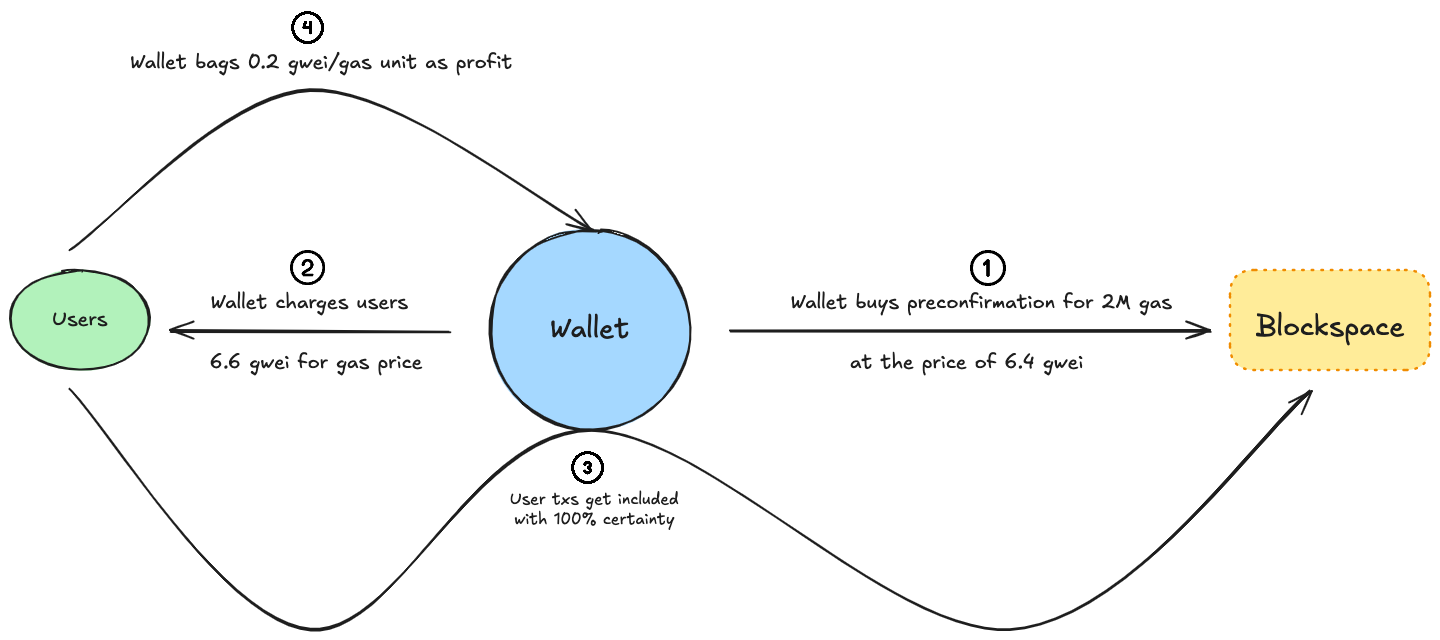 4
Wallet bags 0.2 gwei/gas unit as profit
2
Wallet charges users
6.6 gwei for gas price
Users
Wallet
1
Wallet buys preconfirmation for 2M gas
at the price of 6.4 gwei
Blockspace
3
User txs get included
with 100% certainty